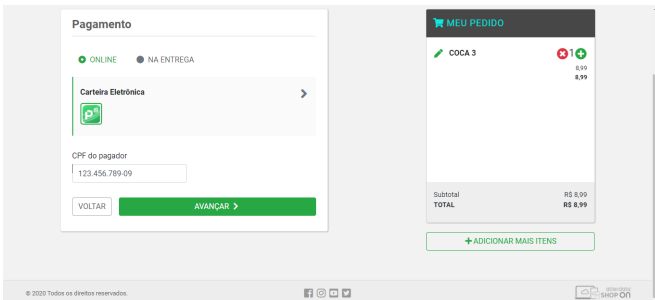 Pagamento
ONLINE
NA ENTREGA
Carteira Eletrônica
CPF do pagador
123.456.789-09
VOLTAR
AVANÇAR
MEU PEDIDO
COCA 3
1
8,99
8,99
Subtotal R$ 8,99
TOTAL R$ 8,99
+ ADICIONAR MAIS ITENS
© 2020 Todos os direitos reservados.
SHOP ON